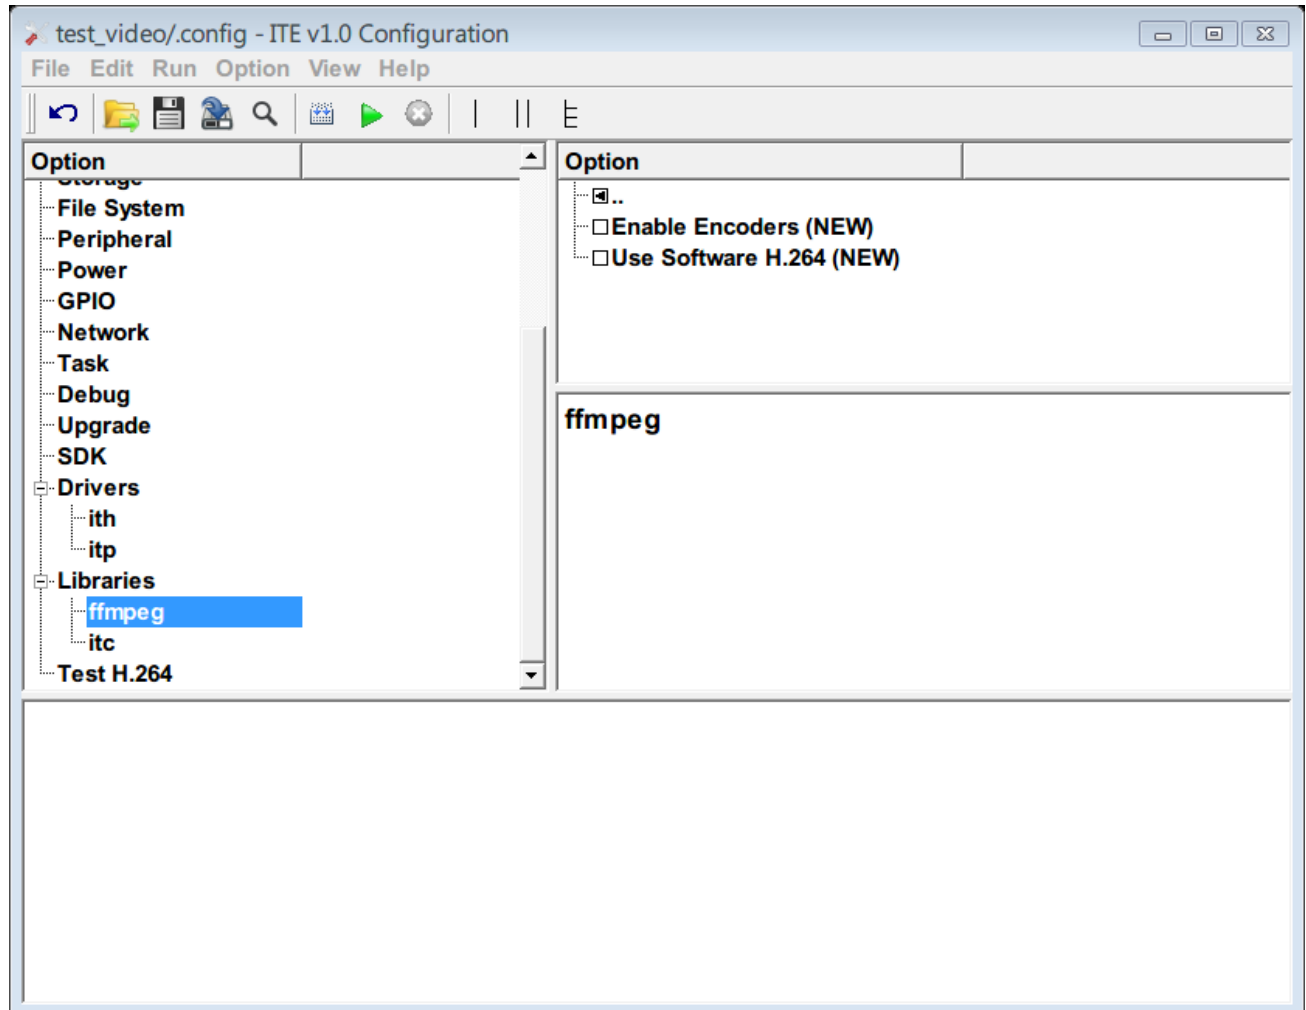 test_video/.config - ITE v1.0 Configuration
File Edit Run Option View Help
Option
Storage
File System
Peripheral
Power
GPIO
Network
Task
Debug
Upgrade
SDK
Drivers
ith
itp
Libraries
ffmpeg
itc
Test H.264
Option
..
Enable Encoders (NEW)
Use Software H.264 (NEW)
ffmpeg